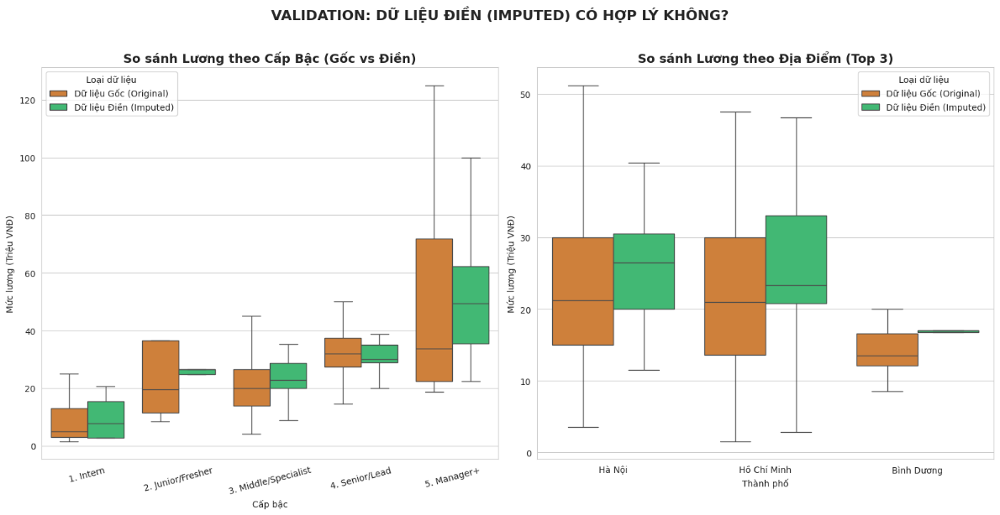 VALIDATION: DỮ LIỆU ĐIỀN (IMPUTED) CÓ HỢP LÝ KHÔNG?
So sánh Lương theo Cấp Bậc (Gốc vs Điền)
Loại dữ liệu
Dữ liệu Gốc (Original)
Dữ liệu Điền (Imputed)
Mức lương (Triệu VNĐ)
120
100
80
60
40
20
0
1. Intern
2. Junior/Fresher
3. Middle/Specialist
4. Senior/Lead
5. Manager+
Cấp bậc
So sánh Lương theo Địa Điểm (Top 3)
Loại dữ liệu
Dữ liệu Gốc (Original)
Dữ liệu Điền (Imputed)
Mức lương (Triệu VNĐ)
50
40
30
20
10
0
Hà Nội
Hồ Chí Minh
Bình Dương
Thành phố